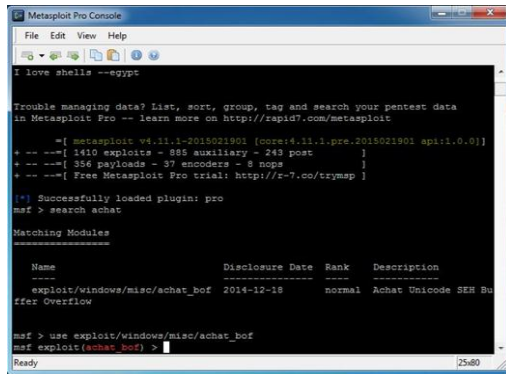 Metasploit Pro Console
File Edit View Help
I love shells --egypt
Trouble managing data? List, sort, group, tag and search your pentest data
in Metasploit Pro -- learn more on http://rapid7.com/metasploit
=[ metasploit v4.11.1-2015021901 [core:4.11.1.pre.2015021901 api:1.0.0]]
+ -- --=[ 1410 exploits - 885 auxiliary - 243 post ]
+ -- --=[ 356 payloads - 37 encoders - 8 nops ]
+ -- --=[ Free Metasploit Pro trial: http://r-7.co/trymsp ]
[*] Successfully loaded plugin: pro
msf > search achat
Matching Modules
================
Name Disclosure Date Rank Description
---- --------------- ---- -----------
exploit/windows/misc/achat_bof 2014-12-18 normal Achat Unicode SEH Bu
ffer Overflow
msf > use exploit/windows/misc/achat_bof
msf exploit(achat_bof) >
Ready 25x80